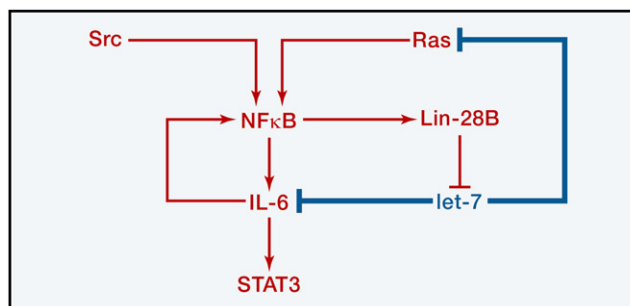 Src
Ras
NFκB
Lin-28B
IL-6
let-7
STAT3